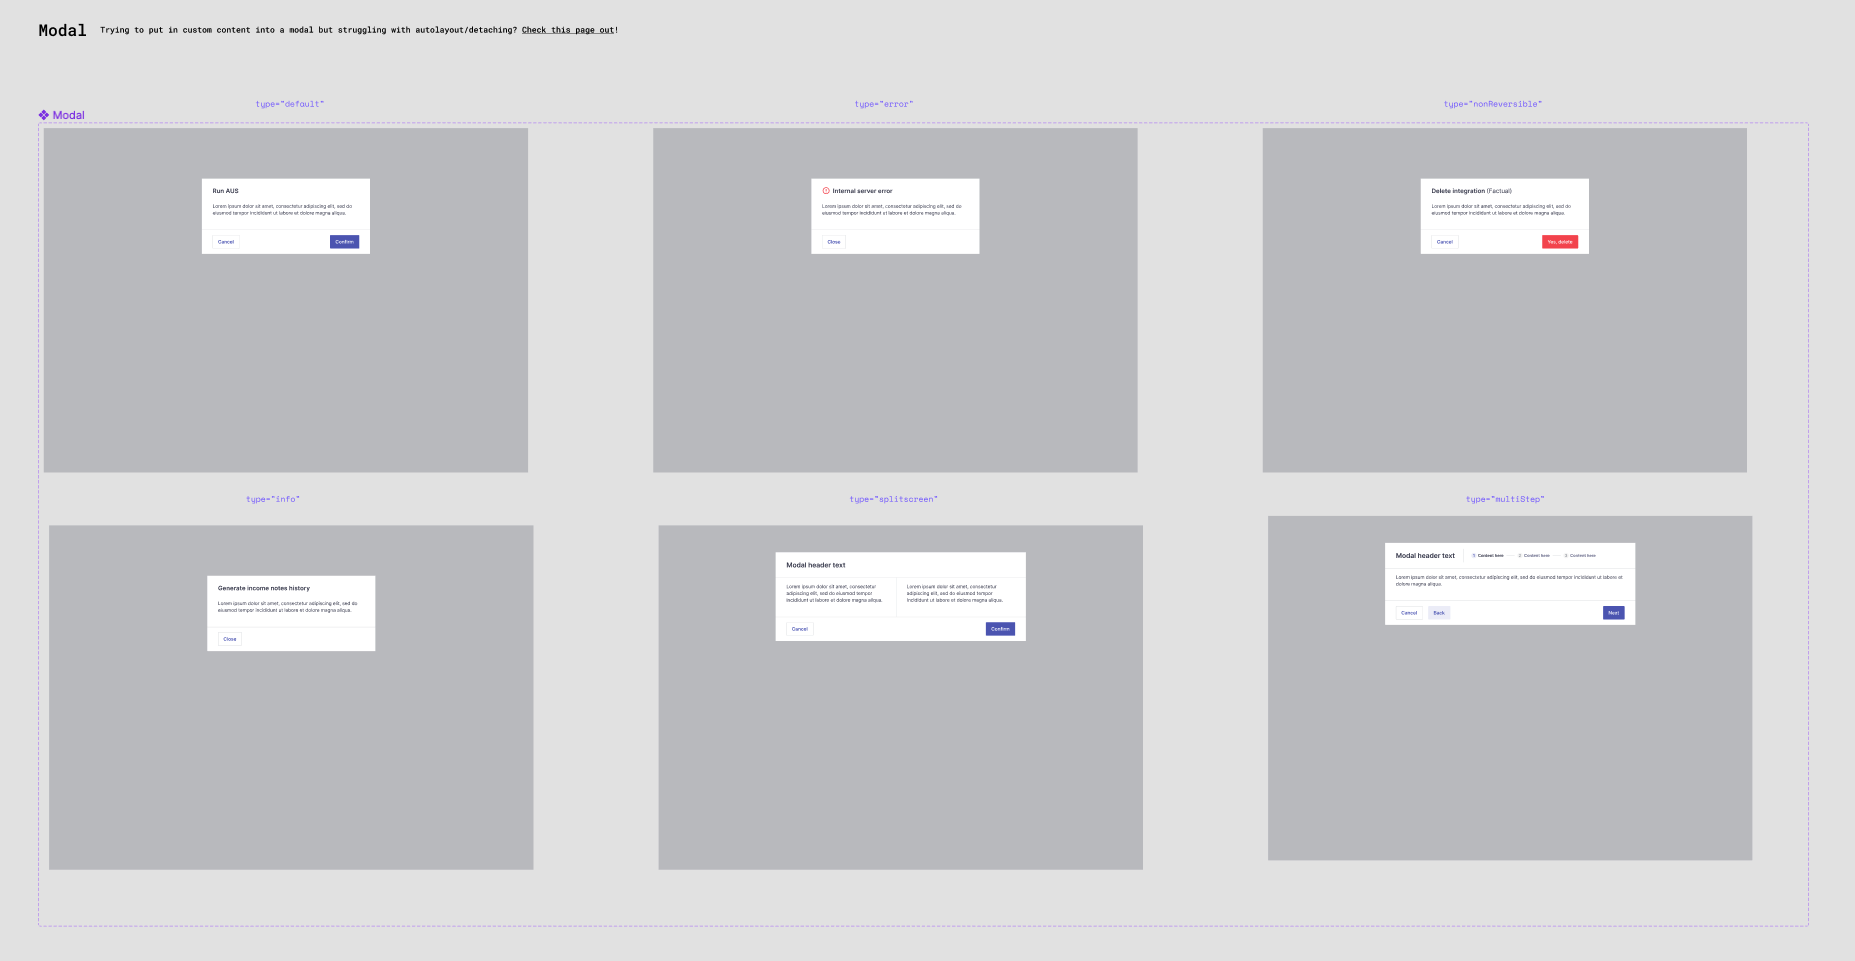 Modal
Trying to put in custom content into a modal but struggling with autolayout/detaching? Check this page out!
Modal
type="default"
type="error"
type="nonReversible"
Run AUS
Lorem ipsum dolor sit amet, consectetur adipiscing elit, sed do
eiusmod tempor incididunt ut labore et dolore magna aliqua.
Cancel
Confirm
Internal server error
Lorem ipsum dolor sit amet, consectetur adipiscing elit, sed do
eiusmod tempor incididunt ut labore et dolore magna aliqua.
Close
Delete integration (Factual)
Lorem ipsum dolor sit amet, consectetur adipiscing elit, sed do
eiusmod tempor incididunt ut labore et dolore magna aliqua.
Cancel
Yes, delete
type="info"
type="splitscreen"
type="multiStep"
Generate income notes history
Lorem ipsum dolor sit amet, consectetur adipiscing elit, sed do
eiusmod tempor incididunt ut labore et dolore magna aliqua.
Close
Modal header text
Lorem ipsum dolor sit amet, consectetur
adipiscing elit, sed do eiusmod tempor
incididunt ut labore et dolore magna aliqua.
Lorem ipsum dolor sit amet, consectetur
adipiscing elit, sed do eiusmod tempor
incididunt ut labore et dolore magna aliqua.
Cancel
Confirm
Modal header text
1 Content here
2 Content here
3 Content here
Lorem ipsum dolor sit amet, consectetur adipiscing elit, sed do eiusmod tempor incididunt ut labore et
dolore magna aliqua.
Cancel
Back
Next